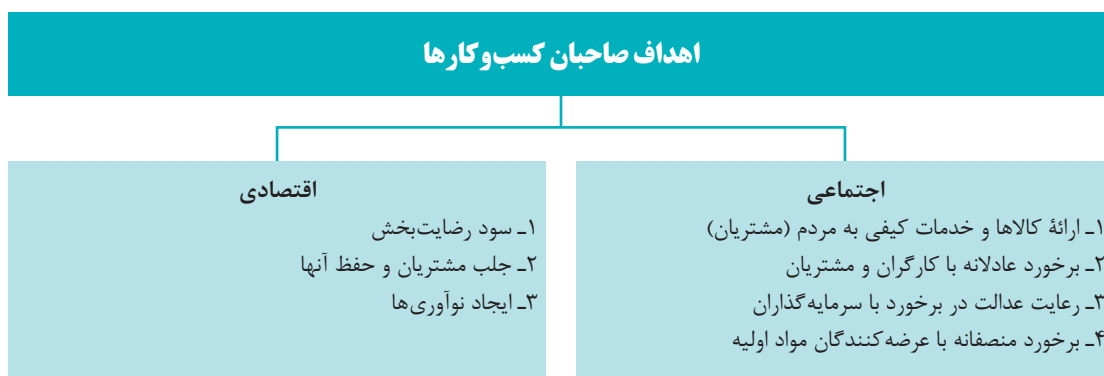 اهداف صاحبان کسب‌وکارها
اجتماعی
۱ـ ارائهٔ کالاها و خدمات کیفی به مردم (مشتریان)
۲ـ برخورد عادلانه با کارگران و مشتریان
۳ـ رعایت عدالت در برخورد با سرمایه‌گذاران
۴ـ برخورد منصفانه با عرضه‌کنندگان مواد اولیه
اقتصادی
۱ـ سود رضایت‌بخش
۲ـ جلب مشتریان و حفظ آنها
۳ـ ایجاد نوآوری‌ها